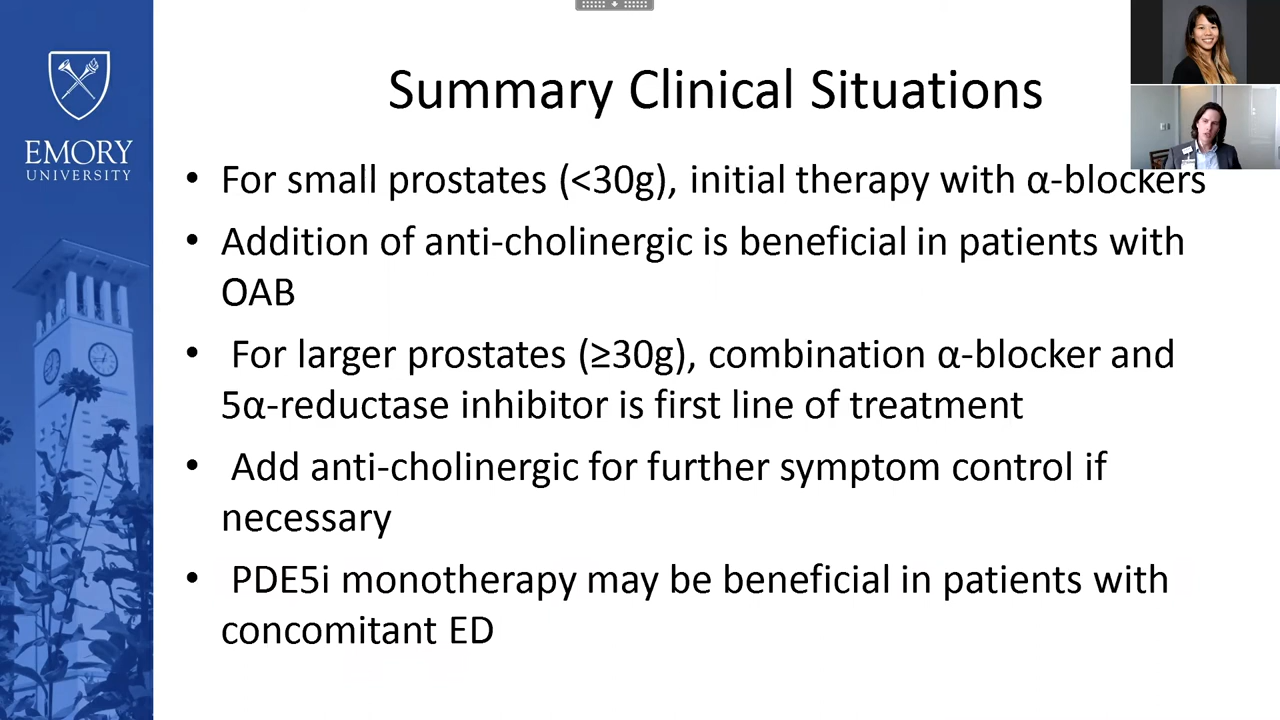 Summary Clinical Situations
EMORY
UNIVERSITY
• For small prostates (<30g), initial therapy with α-blockers
• Addition of anti-cholinergic is beneficial in patients with
OAB
• For larger prostates (≥30g), combination α-blocker and
5α-reductase inhibitor is first line of treatment
• Add anti-cholinergic for further symptom control if
necessary
• PDE5i monotherapy may be beneficial in patients with
concomitant ED